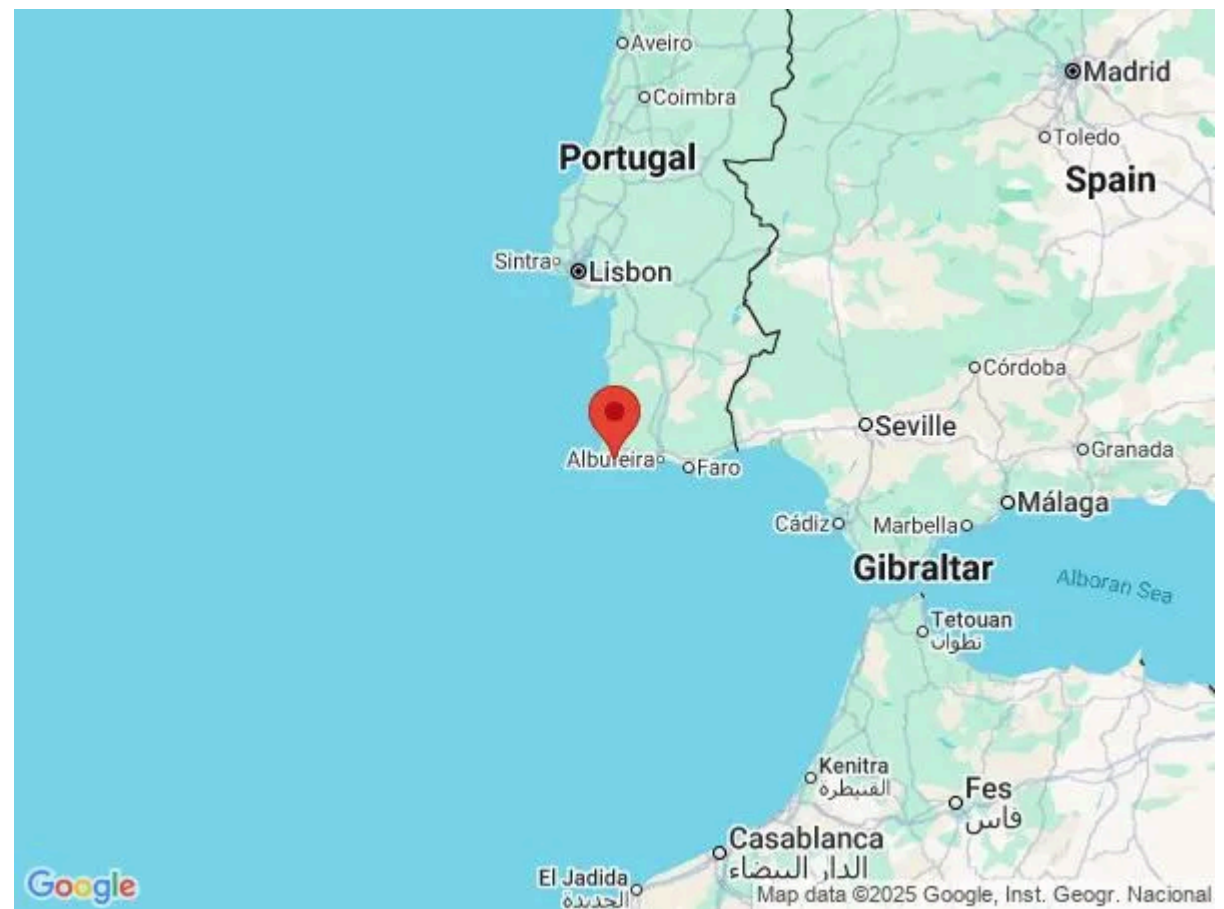 Aveiro
Madrid
Coimbra
Toledo
Portugal
Spain
Sintra
Lisbon
Córdoba
Seville
Granada
Albufeira
Faro
Málaga
Cádiz
Marbella
Gibraltar
Alboran Sea
Tetouan
تطوان
Kenitra
القنيطرة
Fes
فاس
Casablanca
الدار البيضاء
El Jadida
الجديدة
Google
Map data ©2025 Google, Inst. Geogr. Nacional